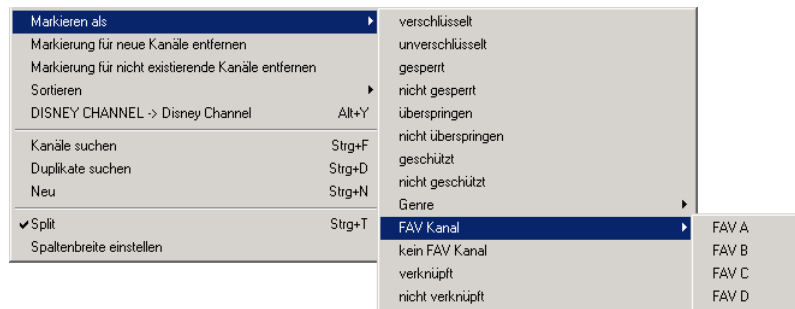 Markieren als
Markierung für neue Kanäle entfernen
Markierung für nicht existierende Kanäle entfernen
Sortieren
DISNEY CHANNEL -> Disney Channel Alt+Y
Kanäle suchen Strg+F
Duplikate suchen Strg+D
Neu Strg+N
Split Strg+T
Spaltenbreite einstellen
verschlüsselt
unverschlüsselt
gesperrt
nicht gesperrt
überspringen
nicht überspringen
geschützt
nicht geschützt
Genre
FAV Kanal
kein FAV Kanal
verknüpft
nicht verknüpft
FAV A
FAV B
FAV C
FAV D